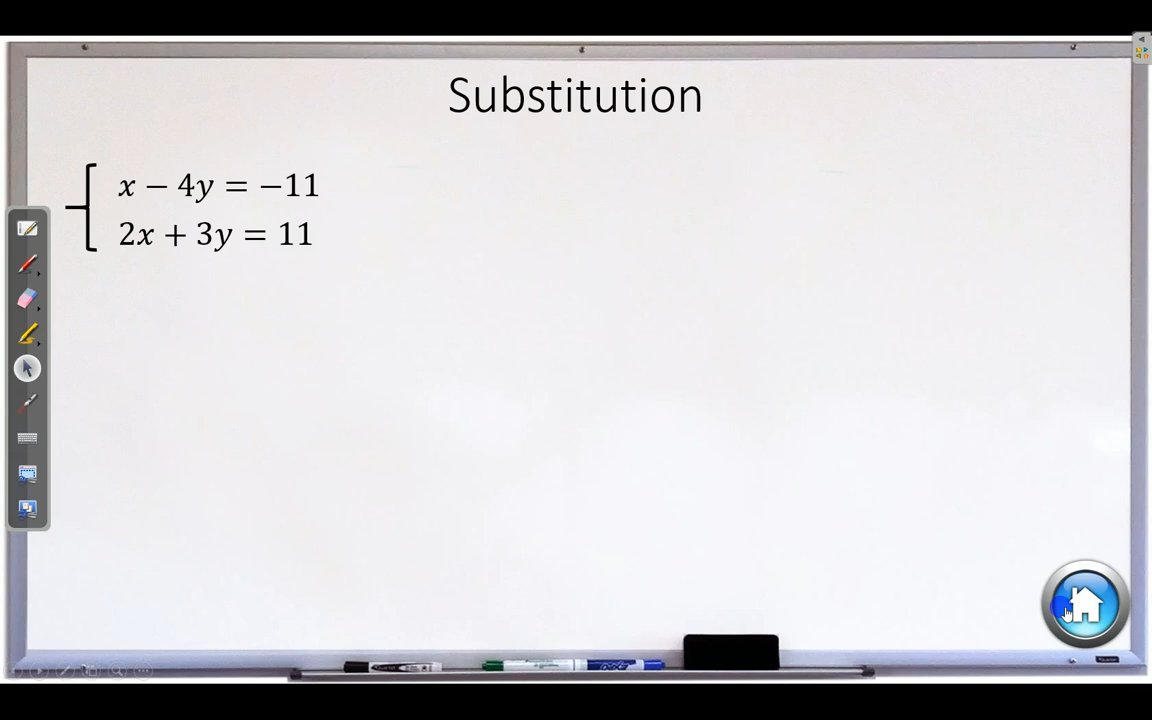 Substitution
x − 4y = −11
2x + 3y = 11